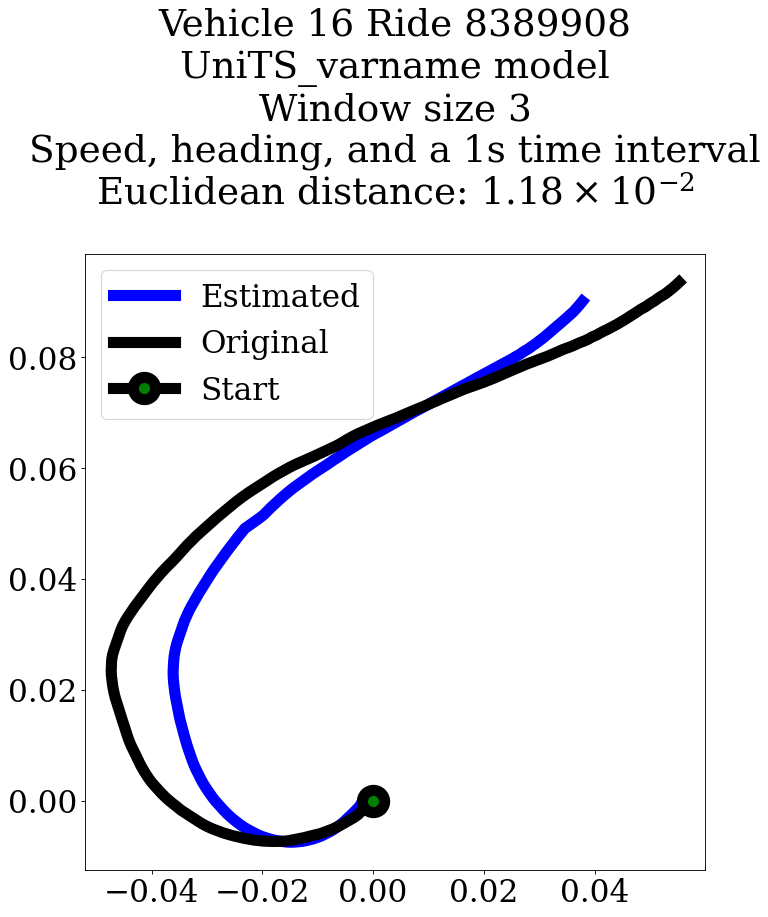 Vehicle 16 Ride 8389908
UniTS_varname model
Window size 3
Speed, heading, and a 1s time interval
Euclidean distance: 1.18 × 10⁻²
Estimated
Original
Start
0.08
0.06
0.04
0.02
0.00
−0.04 −0.02 0.00 0.02 0.04